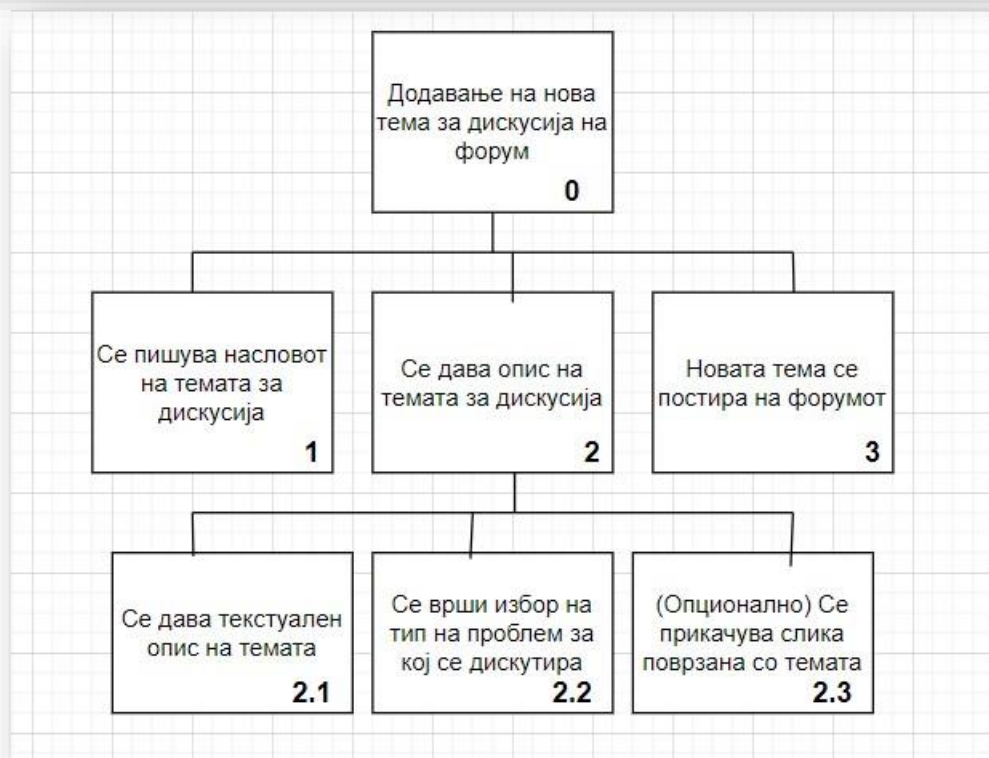 Додавање на нова
тема за дискусија на
форум
0
Се пишува насловот
на темата за
дискусија
1
Се дава опис на
темата за дискусија
2
Новата тема се
постира на форумот
3
Се дава текстуален
опис на темата
2.1
Се врши избор на
тип на проблем за
кој се дискутира
2.2
(Опционално) Се
прикачува слика
поврзана со темата
2.3